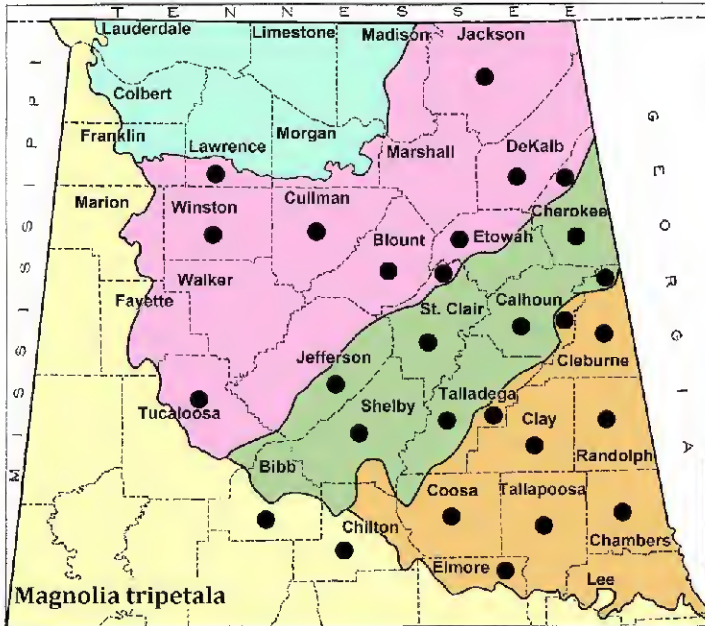 TENNESSEE
Lauderdale Limestone Madison Jackson
Colbert
Franklin Lawrence Morgan Marshall DeKalb
Marion Winston Cullman Cherokee
Blount Etowah
Walker
Fayette St. Clair Calhoun
Jefferson Cleburne
Tucaloosa Shelby Talladega Clay
Bibb Randolph
Coosa Tallapoosa
Chilton Chambers
Elmore Lee
Magnolia tripetala
MISSISSIPPI
GEORGIA